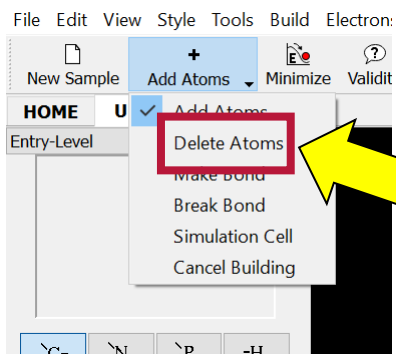 File Edit View Style Tools Build Electrons
New Sample Add Atoms Minimize Validit
HOME U Add Atoms
Entry-Level Delete Atoms
Make Bond
Break Bond
Simulation Cell
Cancel Building
C- N P -H